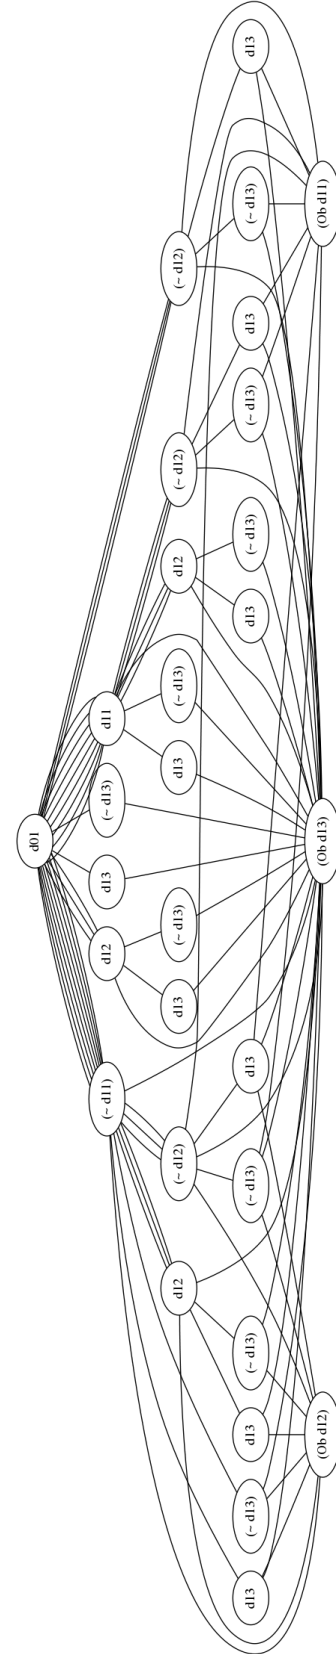 d01
(~ d11) d12 d13 (~ d13) d11
d12 (~ d12) d13 (~ d13) d13 (~ d13) d12 (~ d12) (~ d12)
d13 (~ d13) d13 (~ d13) (~ d13) d13 d13 (~ d13) (~ d13) d13 (~ d13) d13
(Ob d12) (Ob d13) (Ob d11)